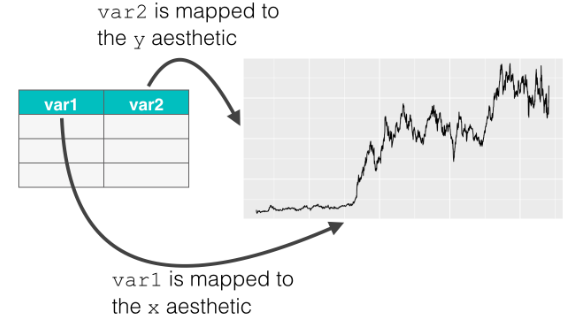 var2 is mapped to
the y aesthetic
var1 var2
var1 is mapped to
the x aesthetic